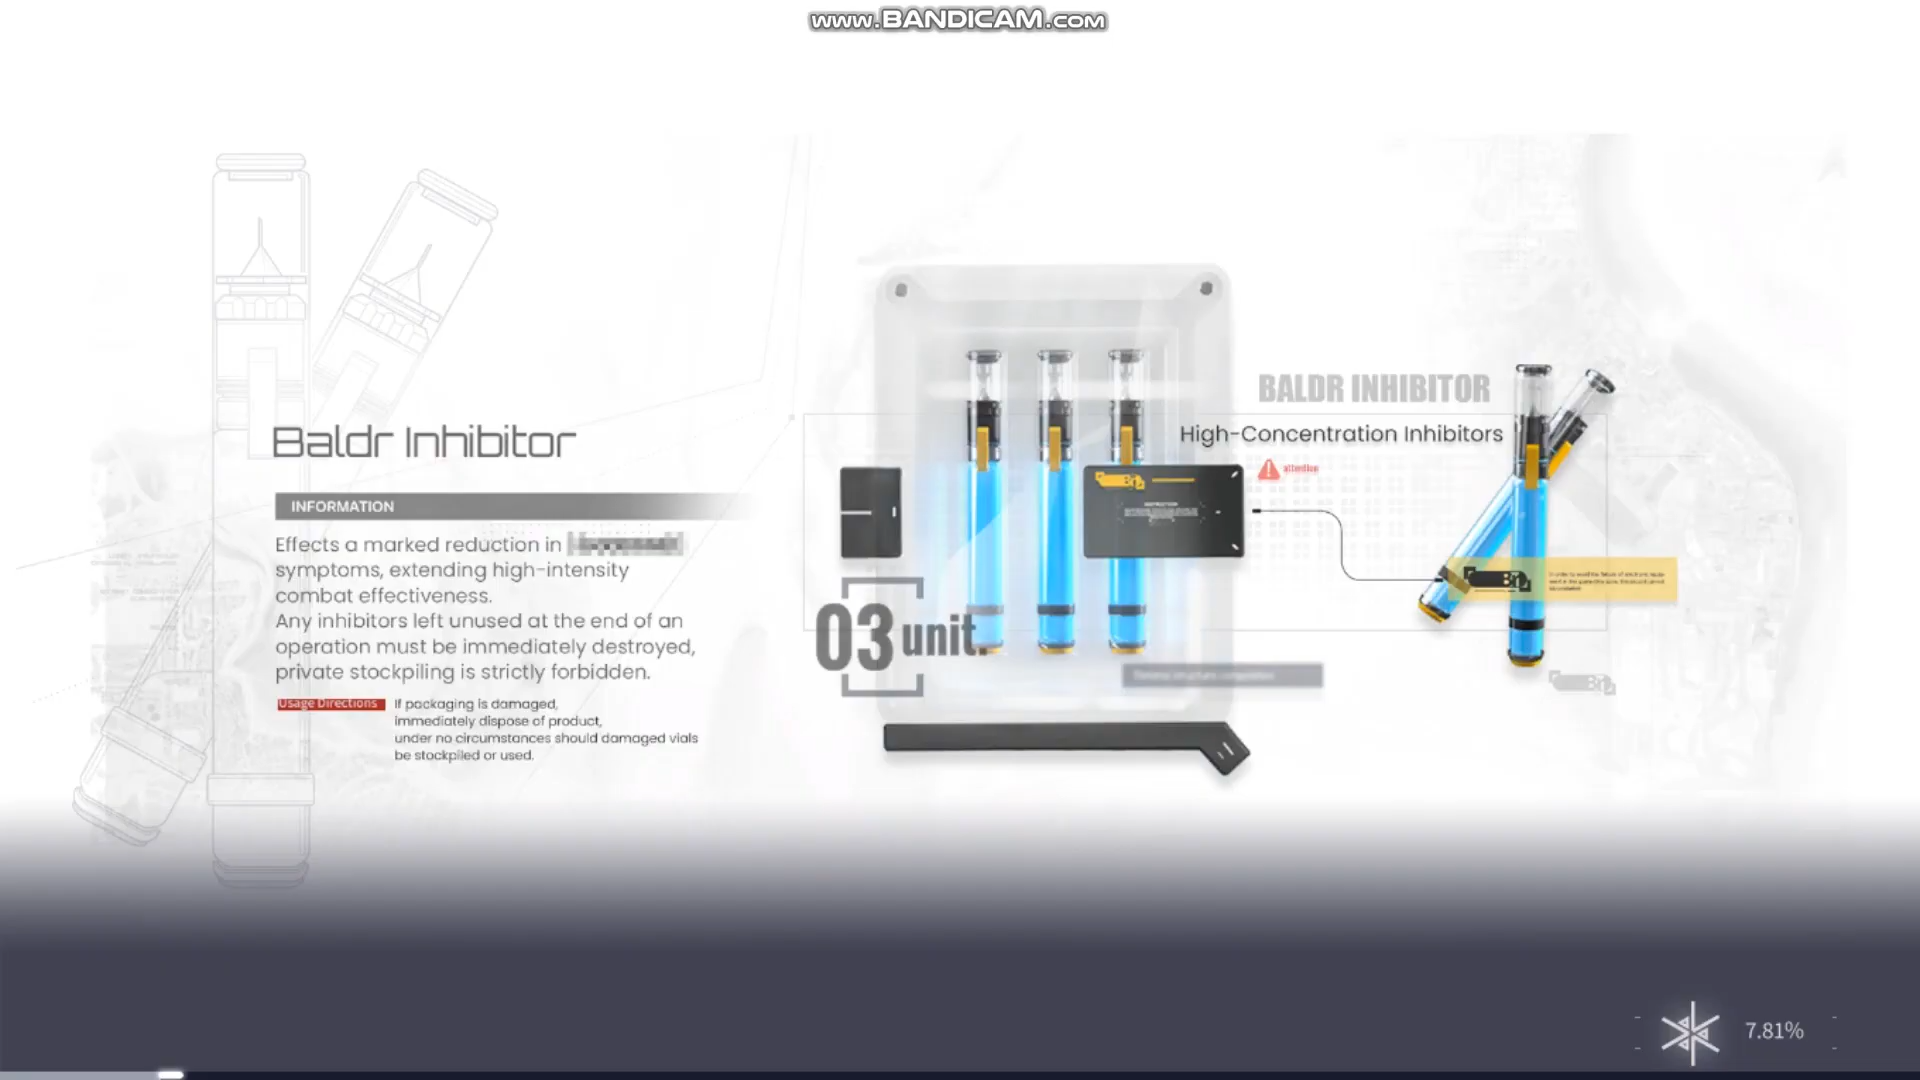 www.BANDICAM.com
Baldr Inhibitor
INFORMATION
Effects a marked reduction in
symptoms, extending high-intensity
combat effectiveness.
Any inhibitors left unused at the end of an
operation must be immediately destroyed,
private stockpiling is strictly forbidden.
Usage Directions
If packaging is damaged,
immediately dispose of product,
under no circumstances should damaged vials
be stockpiled or used.
03 unit.
BALDR INHIBITOR
High-Concentration Inhibitors
attention
7.81%